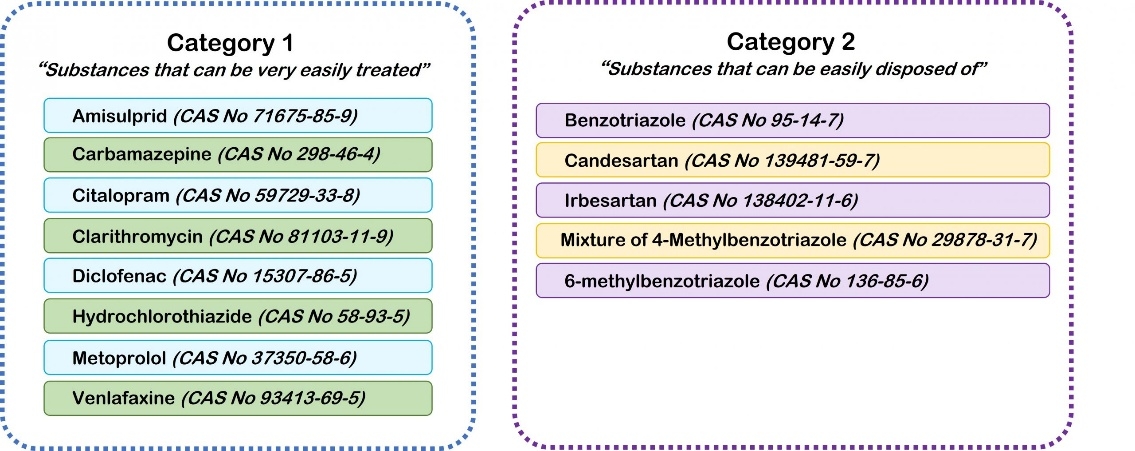 Category 1
“Substances that can be very easily treated”
Amisulprid (CAS No 71675-85-9)
Carbamazepine (CAS No 298-46-4)
Citalopram (CAS No 59729-33-8)
Clarithromycin (CAS No 81103-11-9)
Diclofenac (CAS No 15307-86-5)
Hydrochlorothiazide (CAS No 58-93-5)
Metoprolol (CAS No 37350-58-6)
Venlafaxine (CAS No 93413-69-5)
Category 2
“Substances that can be easily disposed of”
Benzotriazole (CAS No 95-14-7)
Candesartan (CAS No 139481-59-7)
Irbesartan (CAS No 138402-11-6)
Mixture of 4-Methylbenzotriazole (CAS No 29878-31-7)
6-methylbenzotriazole (CAS No 136-85-6)